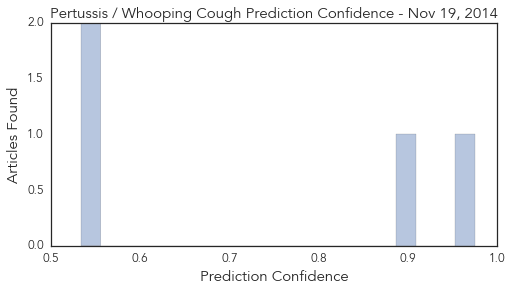 Pertussis / Whooping Cough Prediction Confidence - Nov 19, 2014
2.0
1.5
1.0
0.5
0.0
Articles Found
0.5 0.6 0.7 0.8 0.9 1.0
Prediction Confidence